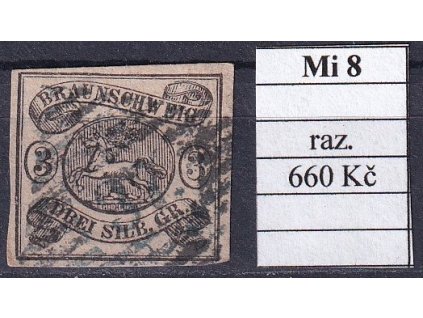 BRAUNSCHWEIG
3 3
DREI SILB. GR.
Mi 8
raz.
660 Kč